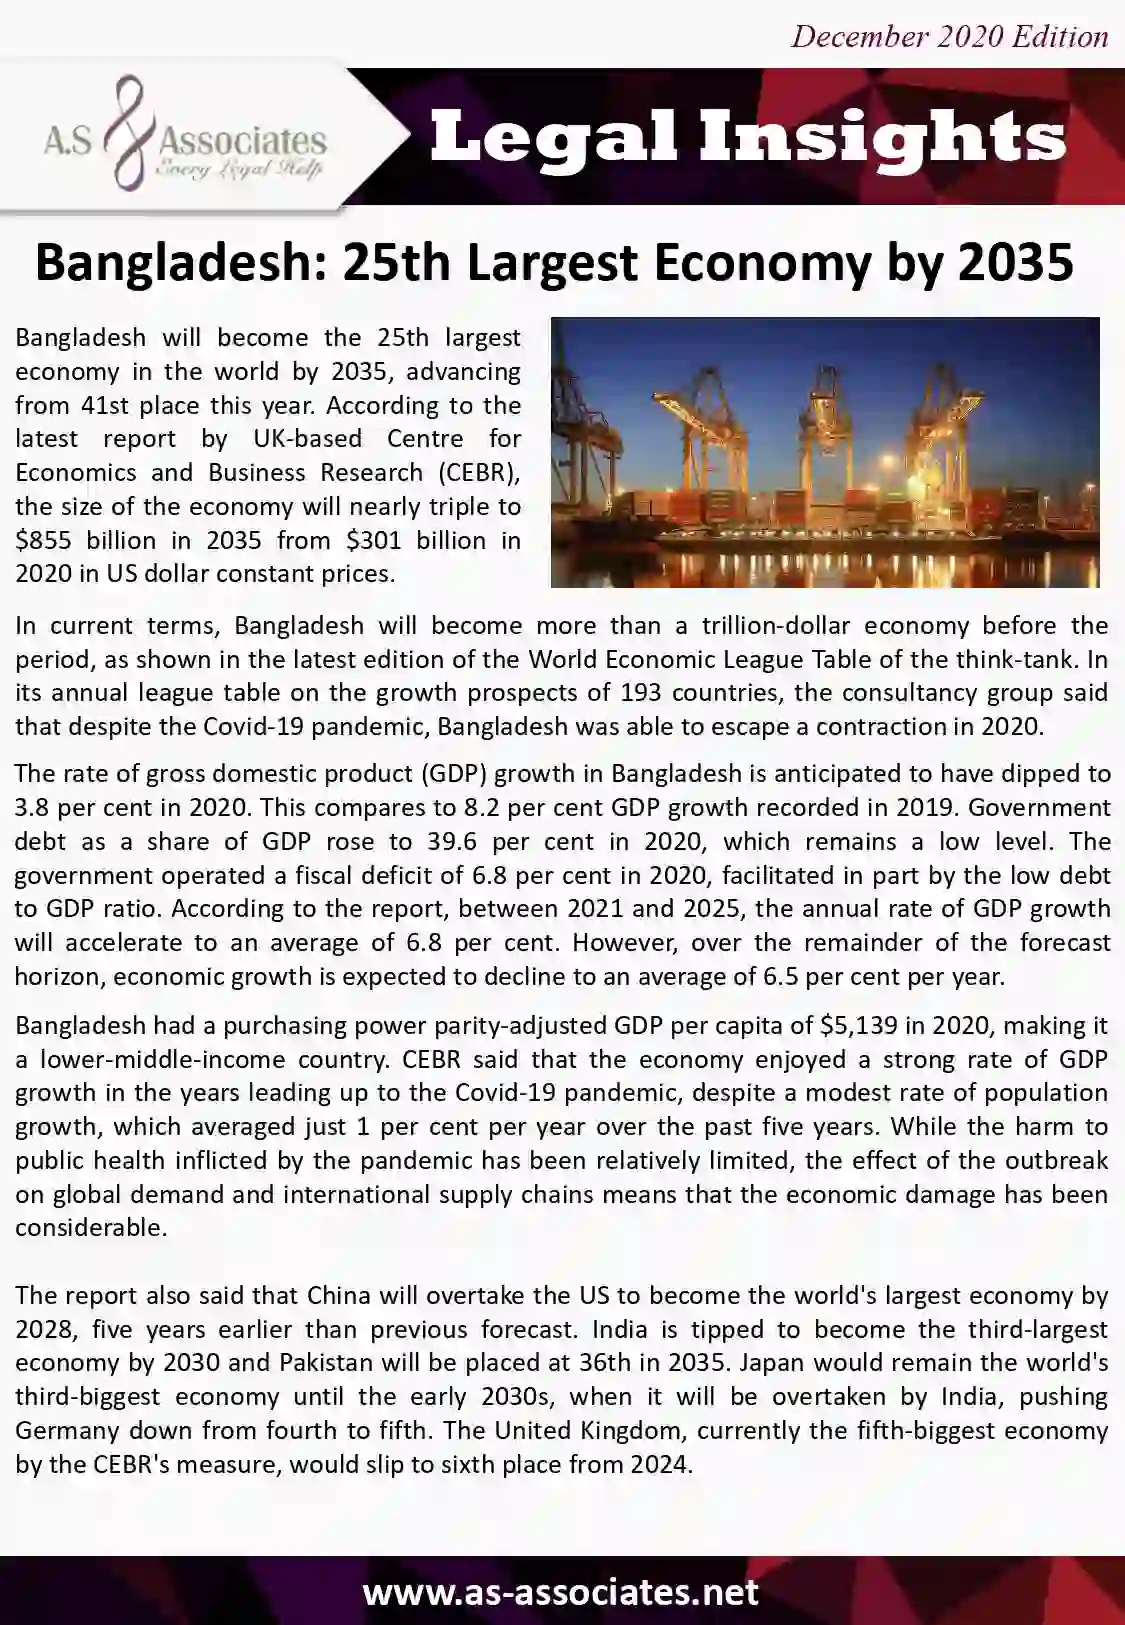 December 2020 Edition
A.S & Associates
Every Legal Help
Legal Insights
Bangladesh: 25th Largest Economy by 2035
Bangladesh will become the 25th largest
economy in the world by 2035, advancing
from 41st place this year. According to the
latest report by UK-based Centre for
Economics and Business Research (CEBR),
the size of the economy will nearly triple to
$855 billion in 2035 from $301 billion in
2020 in US dollar constant prices.
In current terms, Bangladesh will become more than a trillion-dollar economy before the
period, as shown in the latest edition of the World Economic League Table of the think-tank. In
its annual league table on the growth prospects of 193 countries, the consultancy group said
that despite the Covid-19 pandemic, Bangladesh was able to escape a contraction in 2020.
The rate of gross domestic product (GDP) growth in Bangladesh is anticipated to have dipped to
3.8 per cent in 2020. This compares to 8.2 per cent GDP growth recorded in 2019. Government
debt as a share of GDP rose to 39.6 per cent in 2020, which remains a low level. The
government operated a fiscal deficit of 6.8 per cent in 2020, facilitated in part by the low debt
to GDP ratio. According to the report, between 2021 and 2025, the annual rate of GDP growth
will accelerate to an average of 6.8 per cent. However, over the remainder of the forecast
horizon, economic growth is expected to decline to an average of 6.5 per cent per year.
Bangladesh had a purchasing power parity-adjusted GDP per capita of $5,139 in 2020, making it
a lower-middle-income country. CEBR said that the economy enjoyed a strong rate of GDP
growth in the years leading up to the Covid-19 pandemic, despite a modest rate of population
growth, which averaged just 1 per cent per year over the past five years. While the harm to
public health inflicted by the pandemic has been relatively limited, the effect of the outbreak
on global demand and international supply chains means that the economic damage has been
considerable.
The report also said that China will overtake the US to become the world's largest economy by
2028, five years earlier than previous forecast. India is tipped to become the third-largest
economy by 2030 and Pakistan will be placed at 36th in 2035. Japan would remain the world's
third-biggest economy until the early 2030s, when it will be overtaken by India, pushing
Germany down from fourth to fifth. The United Kingdom, currently the fifth-biggest economy
by the CEBR's measure, would slip to sixth place from 2024.
www.as-associates.net